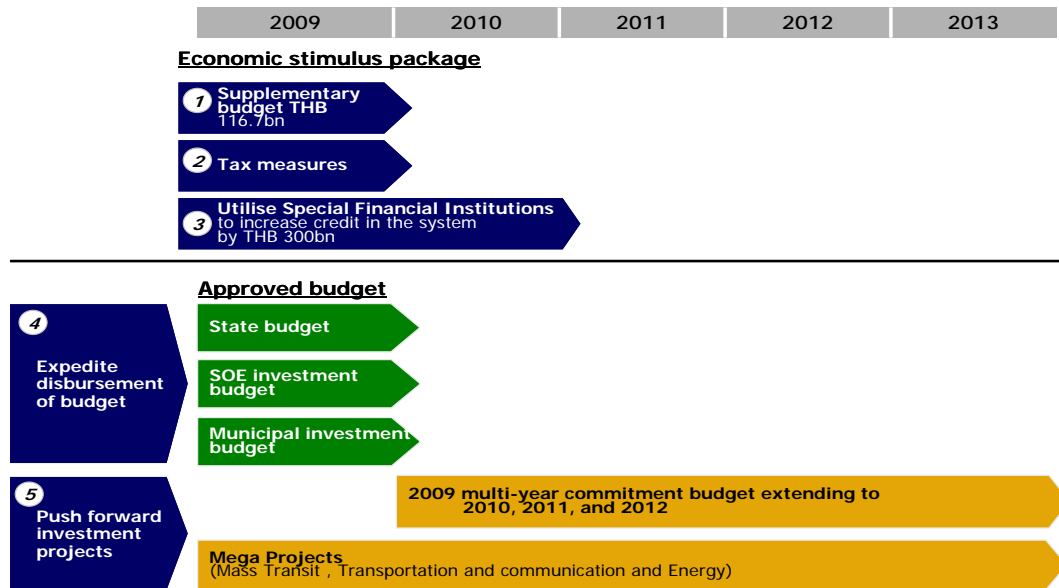 2009 2010 2011 2012 2013
Economic stimulus package
1 Supplementary
budget THB
116.7bn
2 Tax measures
3 Utilise Special Financial Institutions
to increase credit in the system
by THB 300bn
Approved budget
4
Expedite
disbursement
of budget
State budget
SOE investment
budget
Municipal investment
budget
5
Push forward
investment
projects
2009 multi-year commitment budget extending to
2010, 2011, and 2012
Mega Projects
(Mass Transit , Transportation and communication and Energy)